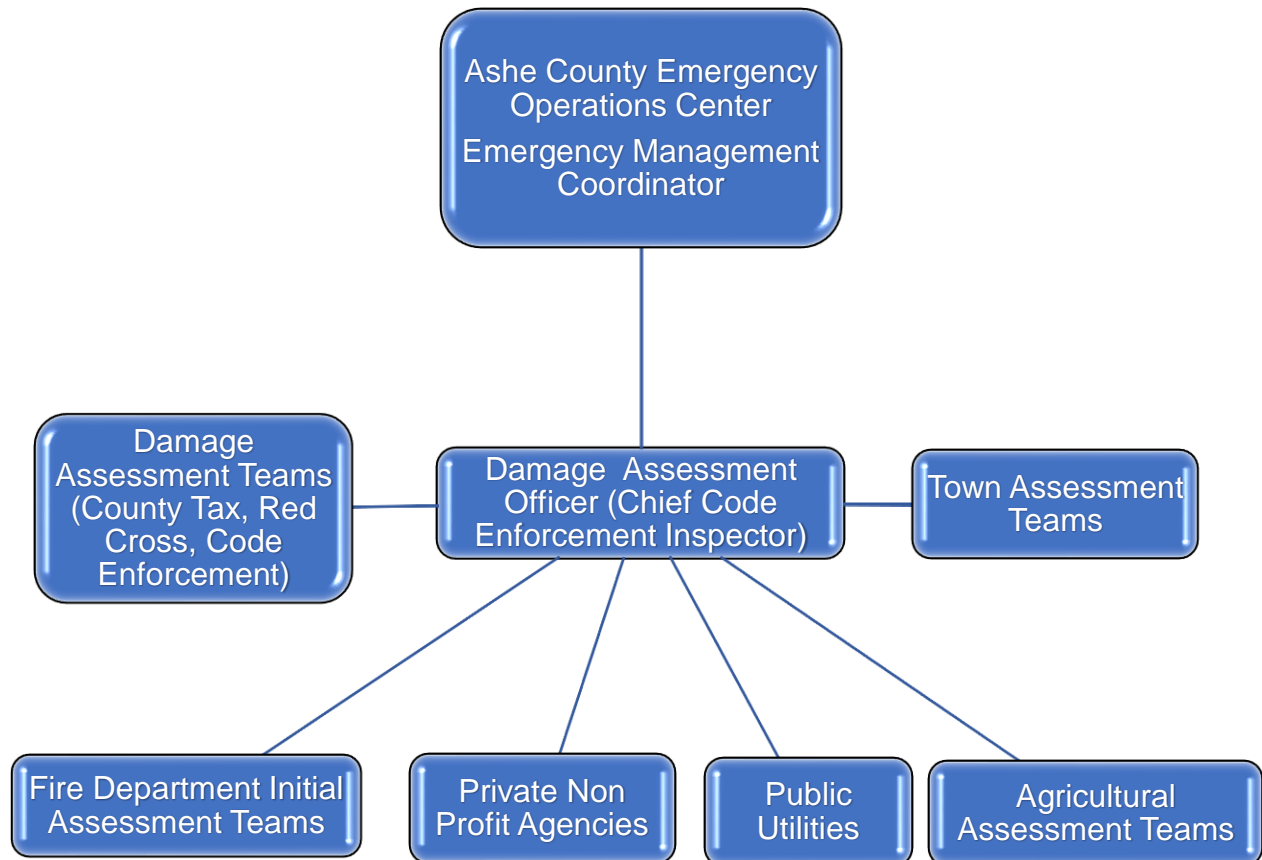 Ashe County Emergency
Operations Center
Emergency Management
Coordinator
Damage
Assessment Teams
(County Tax, Red
Cross, Code
Enforcement)
Damage  Assessment
Officer (Chief Code
Enforcement Inspector)
Town Assessment
Teams
Fire Department Initial
Assessment Teams
Private Non
Profit Agencies
Public
Utilities
Agricultural
Assessment Teams